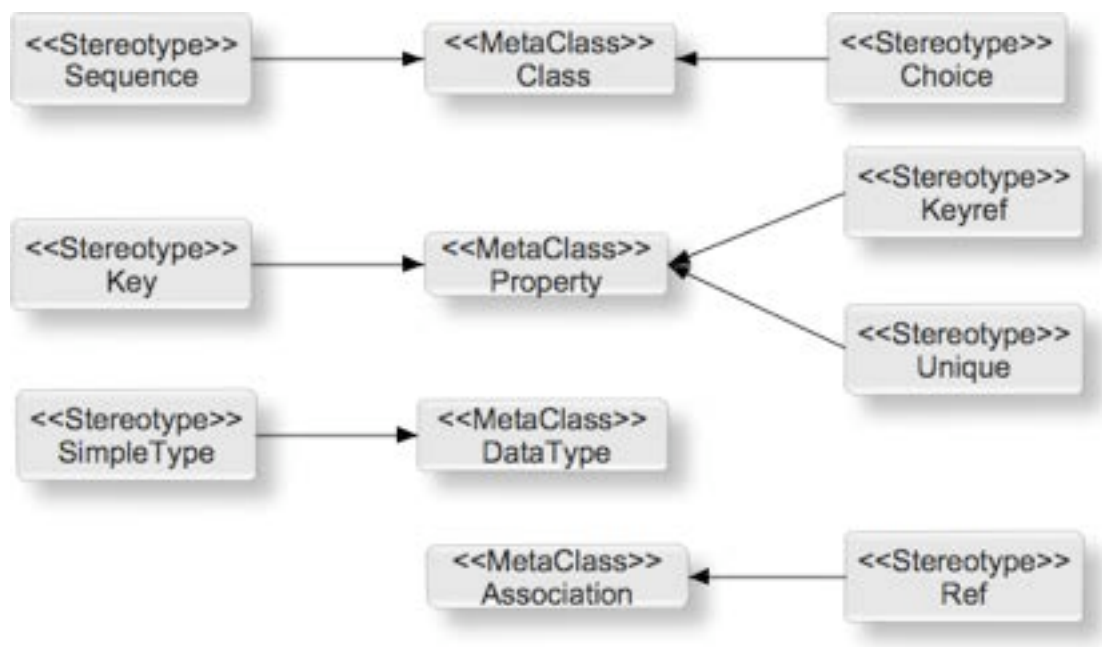 <<Stereotype>>
Sequence
<<MetaClass>>
Class
<<Stereotype>>
Choice
<<Stereotype>>
Keyref
<<Stereotype>>
Key
<<MetaClass>>
Property
<<Stereotype>>
Unique
<<Stereotype>>
SimpleType
<<MetaClass>>
DataType
<<MetaClass>>
Association
<<Stereotype>>
Ref